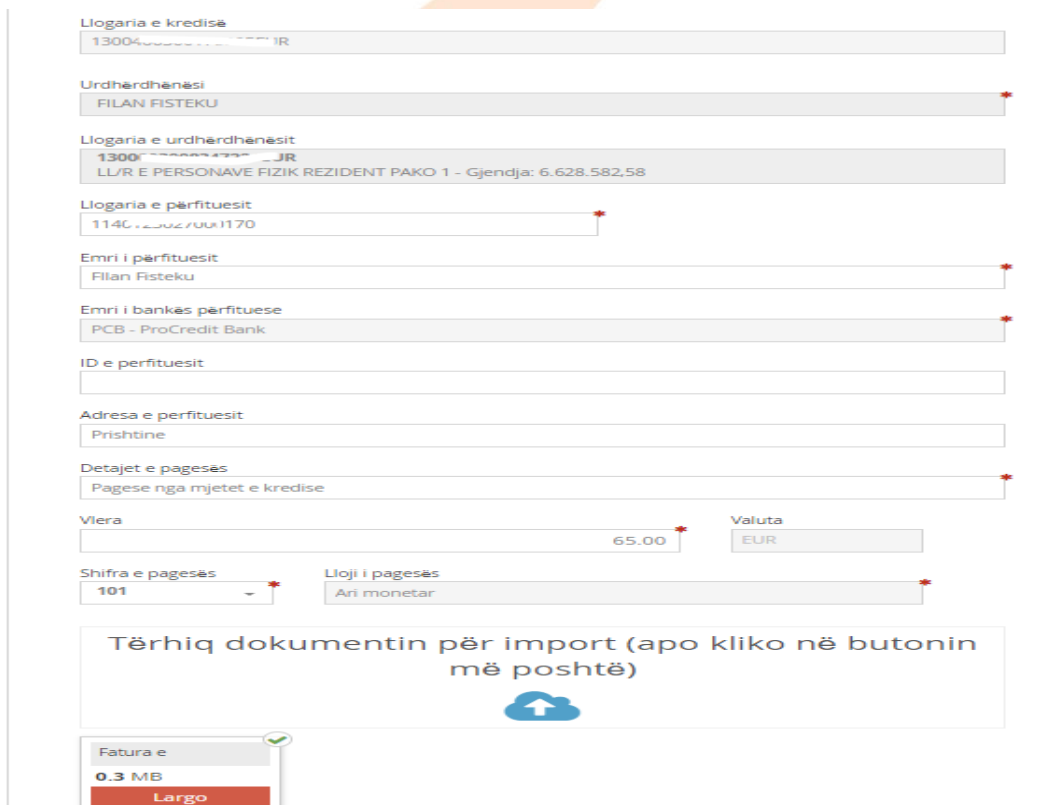 Llogaria e kredisë
Urdhërdhënësi
FILAN FISTEKU
Llogaria e urdhërdhënësit
LL/R E PERSONAVE FIZIK REZIDENT PAKO 1 - Gjendja: 6.628.582,58
Llogaria e përfituesit
Emri i përfituesit
FIlan Fisteku
Emri i bankës përfituese
PCB - ProCredit Bank
ID e perfituesit
Adresa e perfituesit
Prishtine
Detajet e pagesës
Pagese nga mjetet e kredise
Vlera Valuta
65.00 EUR
Shifra e pagesës Lloji i pagesës
101 Ari monetar
Tërhiq dokumentin për import (apo kliko në butonin
më poshtë)
Fatura e
0.3 MB
Largo